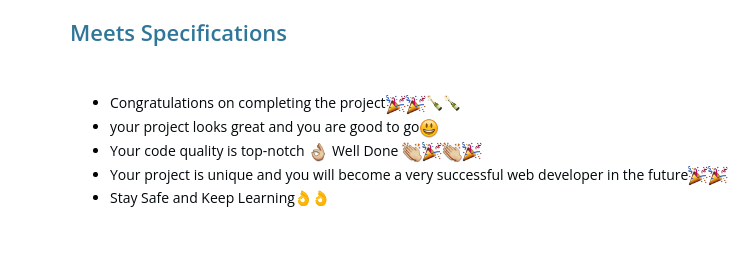 Meets Specifications
• Congratulations on completing the project🎉🎉🍾🍾
• your project looks great and you are good to go😃
• Your code quality is top-notch 👌🏼 Well Done 👏🏼🎉👏🏼🎉
• Your project is unique and you will become a very successful web developer in the future🎉🎉
• Stay Safe and Keep Learning👌👌